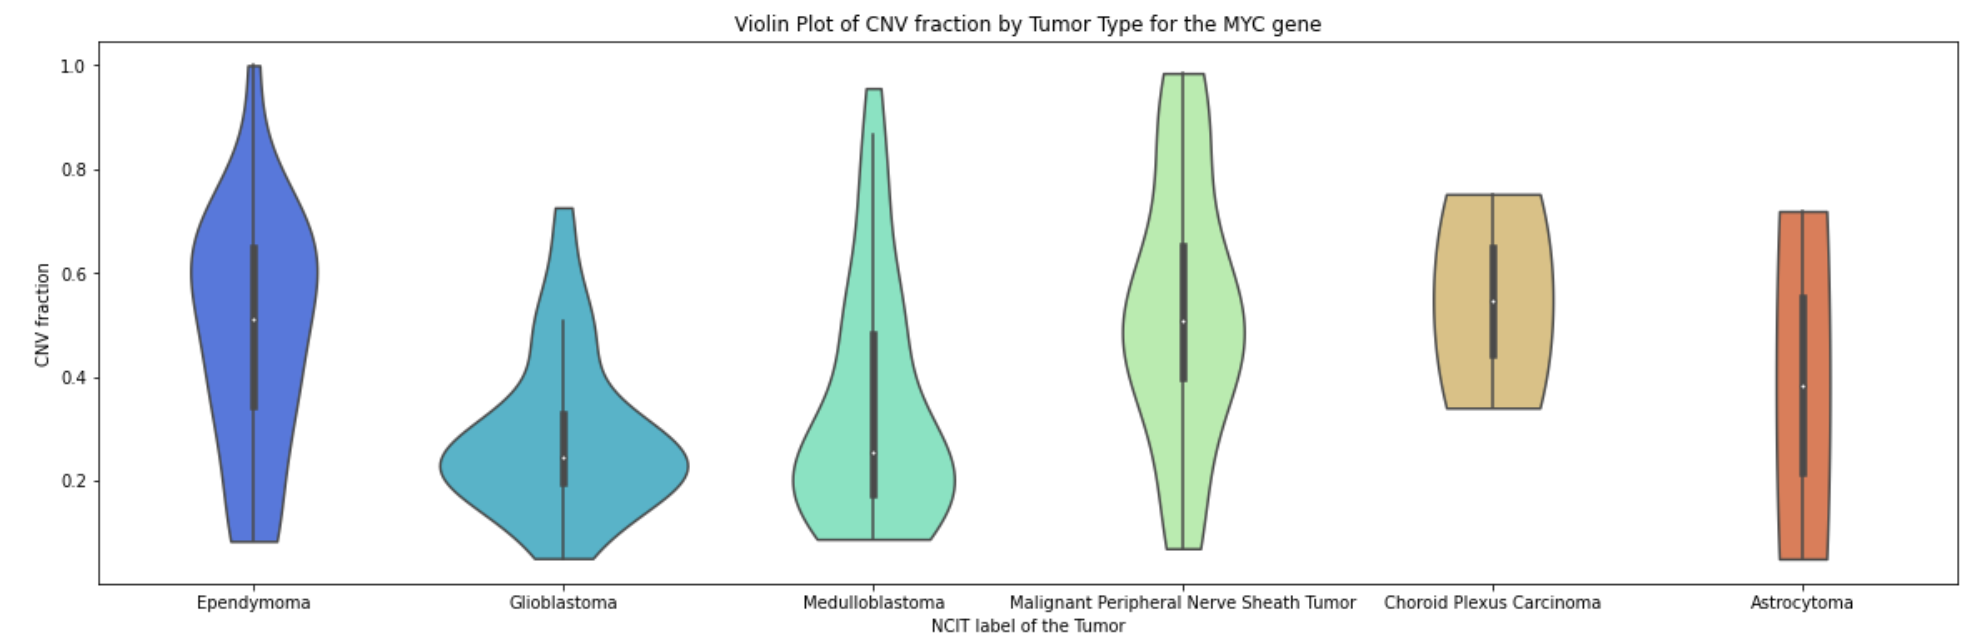 Violin Plot of CNV fraction by Tumor Type for the MYC gene
CNV fraction
1.0
0.8
0.6
0.4
0.2
Ependymoma
Glioblastoma
Medulloblastoma
Malignant Peripheral Nerve Sheath Tumor
Choroid Plexus Carcinoma
Astrocytoma
NCIT label of the Tumor